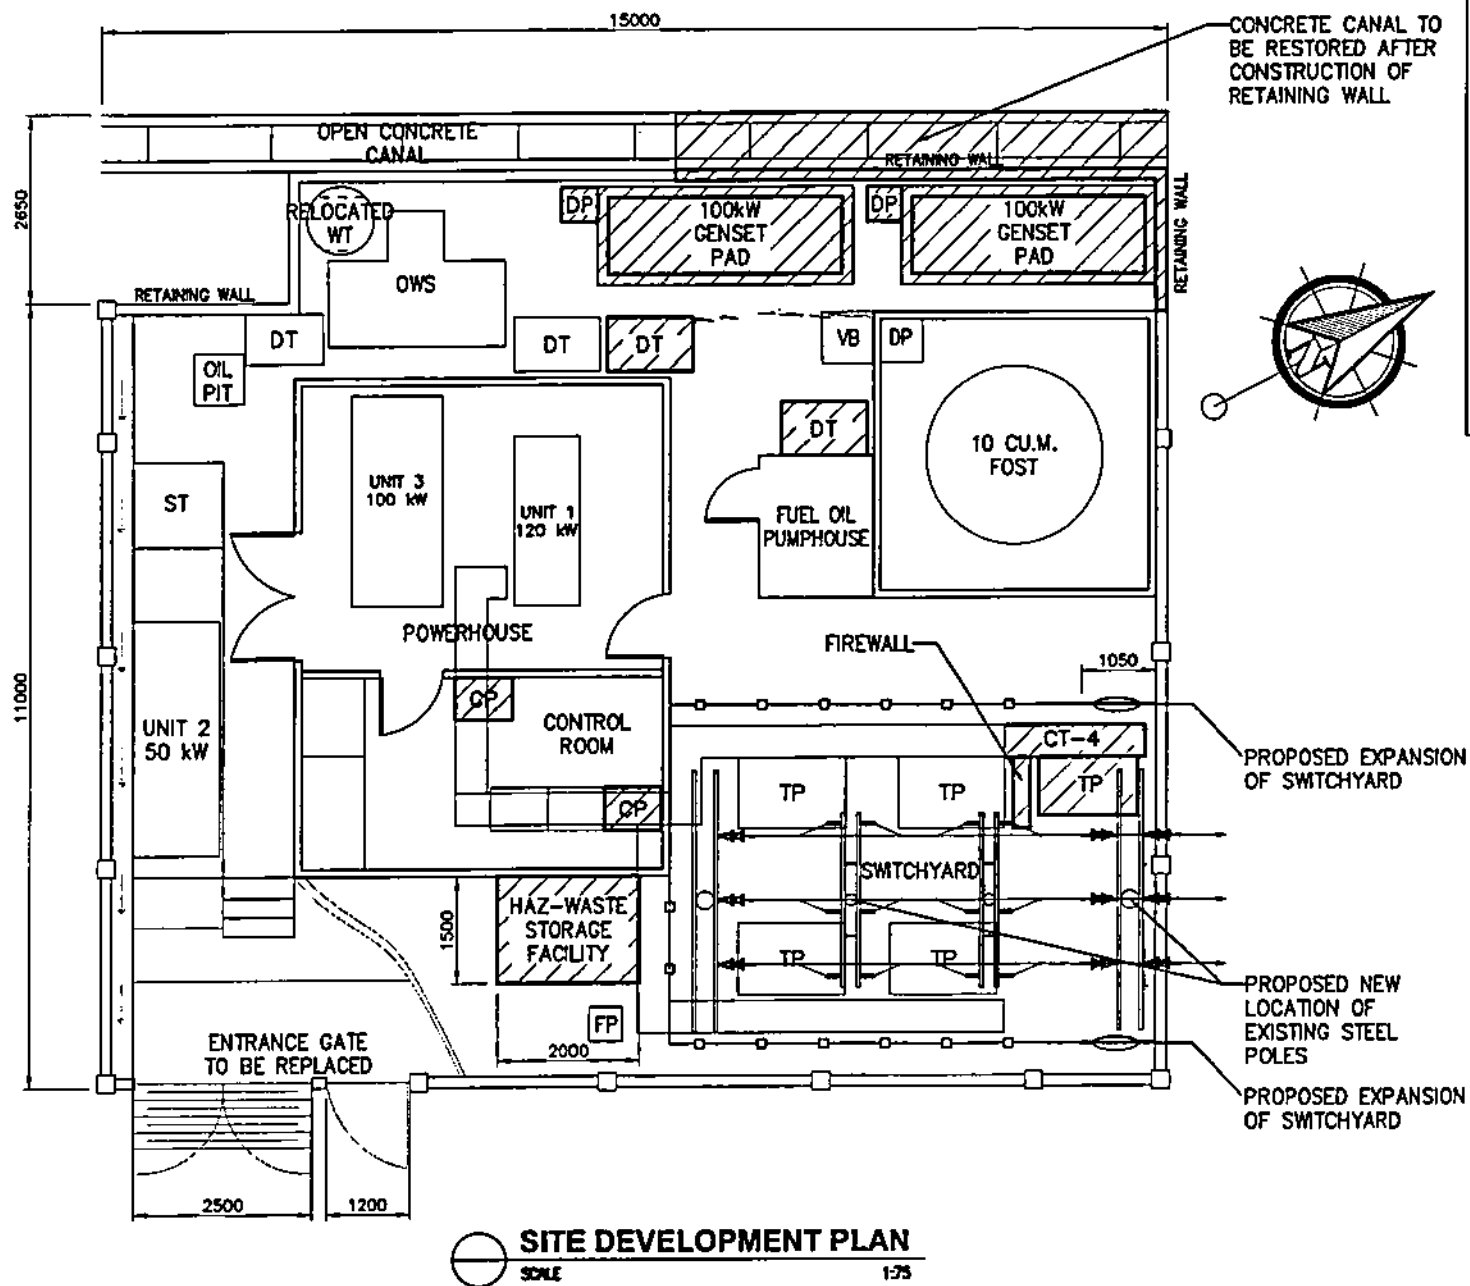 15000
CONCRETE CANAL TO
BE RESTORED AFTER
CONSTRUCTION OF
RETAINING WALL
OPEN CONCRETE
CANAL
RETAINING WALL
2650
RELOCATED
WT
OWS
DP
100kW
GENSET
PAD
DP
100kW
GENSET
PAD
RETAINING WALL
RETAINING WALL
DT
OIL
PIT
DT
DT
VB
DP
N
DT
10 CU.M.
FOST
ST
UNIT 3
100 kW
UNIT 1
120 kW
FUEL OIL
PUMPHOUSE
POWERHOUSE
FIREWALL
1050
11000
UNIT 2
50 kW
CP
CONTROL
ROOM
CT-4
PROPOSED EXPANSION
OF SWITCHYARD
TP
TP
TP
CP
SWITCHYARD
HAZ-WASTE
STORAGE
FACILITY
1500
TP
TP
PROPOSED NEW
LOCATION OF
EXISTING STEEL
POLES
FP
2000
ENTRANCE GATE
TO BE REPLACED
PROPOSED EXPANSION
OF SWITCHYARD
2500
1200
SITE DEVELOPMENT PLAN
SCALE 1:75